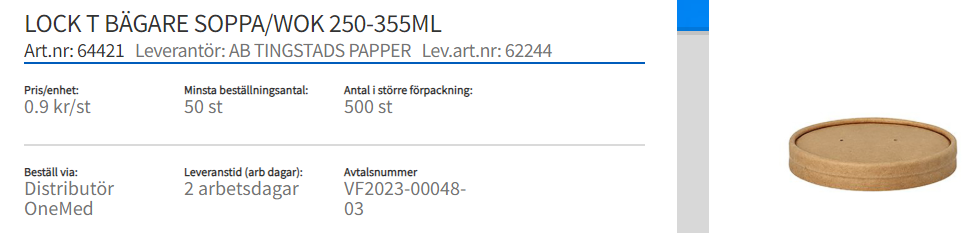 LOCK T BÄGARE SOPPA/WOK 250-355ML
Art.nr: 64421 Leverantör: AB TINGSTADS PAPPER Lev.art.nr: 62244
Pris/enhet: Minsta beställningsantal: Antal i större förpackning:
0.9 kr/st 50 st 500 st
Beställ via: Leveranstid (arb dagar): Avtalsnummer
Distributör 2 arbetsdagar VF2023-00048-
OneMed 03